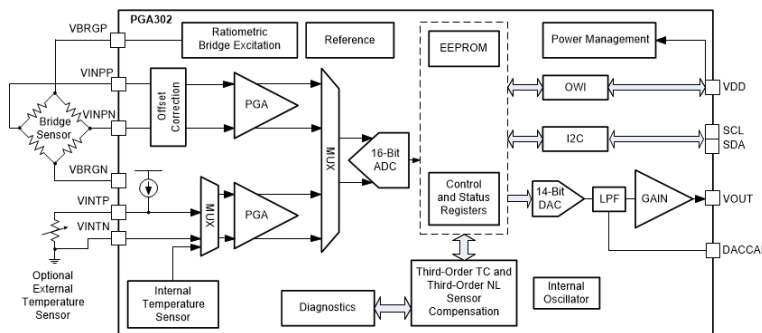 PGA302
VBRGP
Ratiometric
Bridge Excitation
Reference
EEPROM
Power Management
VINPP
VINPN
Bridge
Sensor
Offset
Correction
PGA
MUX
16-Bit
ADC
OWI
VDD
I2C
SCL
SDA
VBRGN
VINTP
VINTN
MUX
PGA
Control
and Status
Registers
14-Bit
DAC
LPF
GAIN
VOUT
Optional
External
Temperature
Sensor
Internal
Temperature
Sensor
Diagnostics
Third-Order TC and
Third-Order NL
Sensor
Compensation
Internal
Oscillator